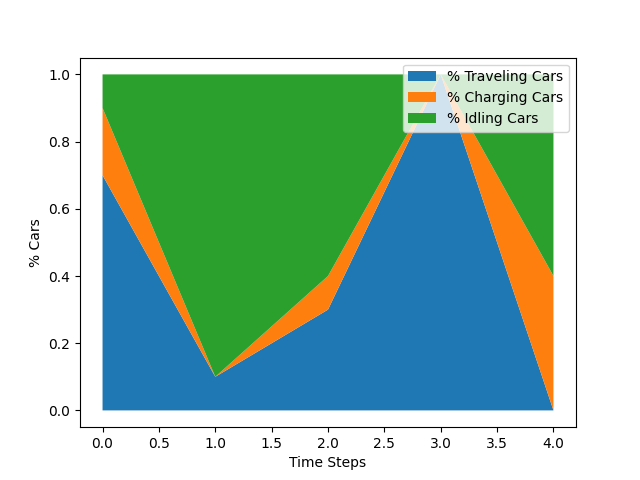 % Traveling Cars
% Charging Cars
% Idling Cars
1.0
0.8
0.6
0.4
0.2
0.0
% Cars
0.0 0.5 1.0 1.5 2.0 2.5 3.0 3.5 4.0
Time Steps